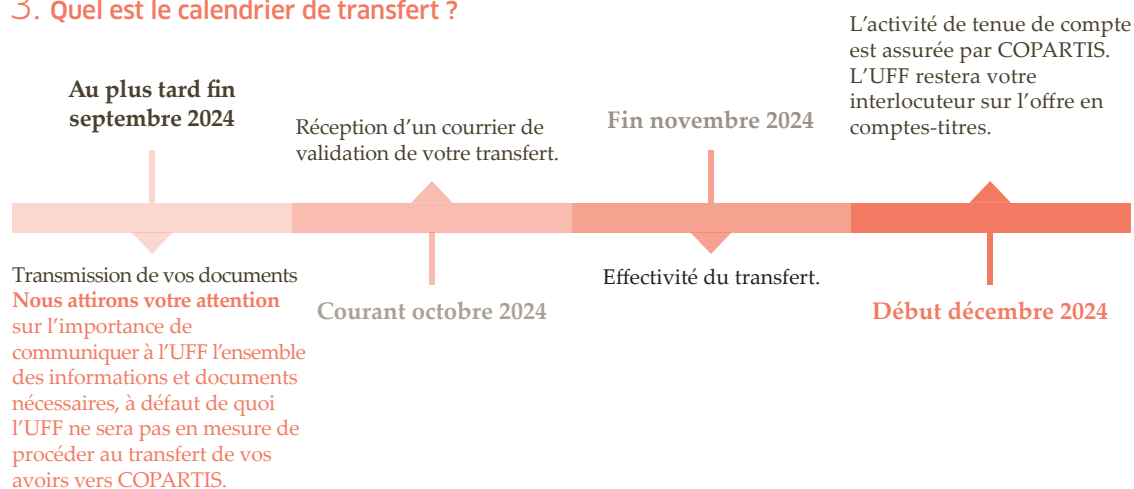 3. Quel est le calendrier de transfert ?
Au plus tard fin
septembre 2024
Transmission de vos documents
Nous attirons votre attention
sur l’importance de
communiquer à l’UFF l’ensemble
des informations et documents
nécessaires, à défaut de quoi
l’UFF ne sera pas en mesure de
procéder au transfert de vos
avoirs vers COPARTIS.
Réception d’un courrier de
validation de votre transfert.
Courant octobre 2024
Fin novembre 2024
Effectivité du transfert.
L’activité de tenue de compte
est assurée par COPARTIS.
L’UFF restera votre
interlocuteur sur l’offre en
comptes-titres.
Début décembre 2024